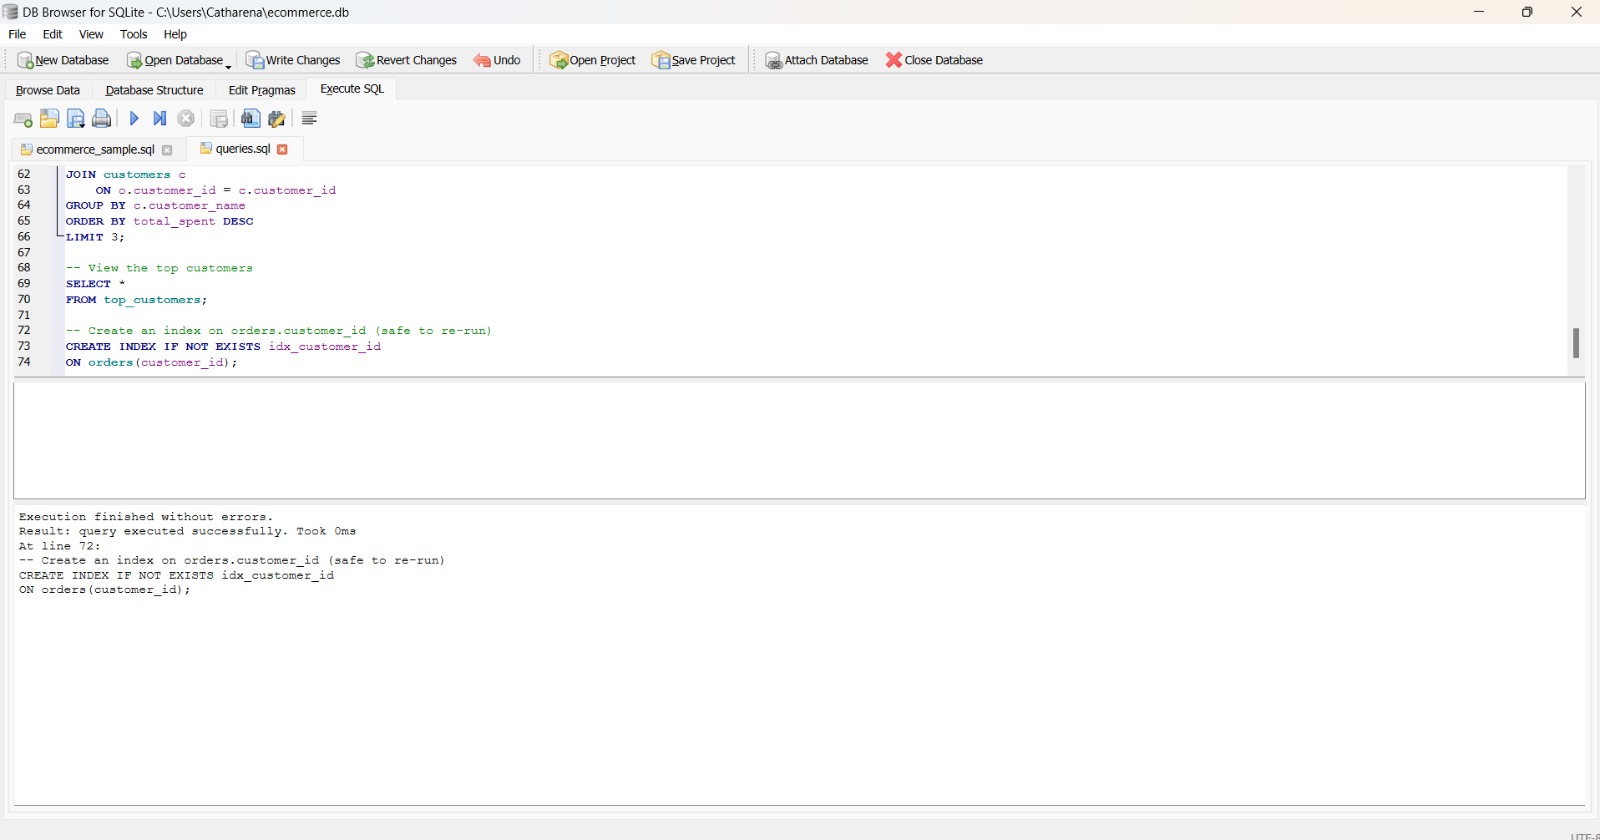 DB Browser for SQLite - C:\Users\Catharena\ecommerce.db
File Edit View Tools Help
New Database Open Database Write Changes Revert Changes Undo Open Project Save Project Attach Database Close Database
Browse Data Database Structure Edit Pragmas Execute SQL
ecommerce_sample.sql queries.sql
62 JOIN customers c
63 ON o.customer_id = c.customer_id
64 GROUP BY c.customer_name
65 ORDER BY total_spent DESC
66 LIMIT 3;
67
68 -- View the top customers
69 SELECT *
70 FROM top_customers;
71
72 -- Create an index on orders.customer_id (safe to re-run)
73 CREATE INDEX IF NOT EXISTS idx_customer_id
74 ON orders(customer_id);
Execution finished without errors.
Result: query executed successfully. Took 0ms
At line 72:
-- Create an index on orders.customer_id (safe to re-run)
CREATE INDEX IF NOT EXISTS idx_customer_id
ON orders(customer_id);